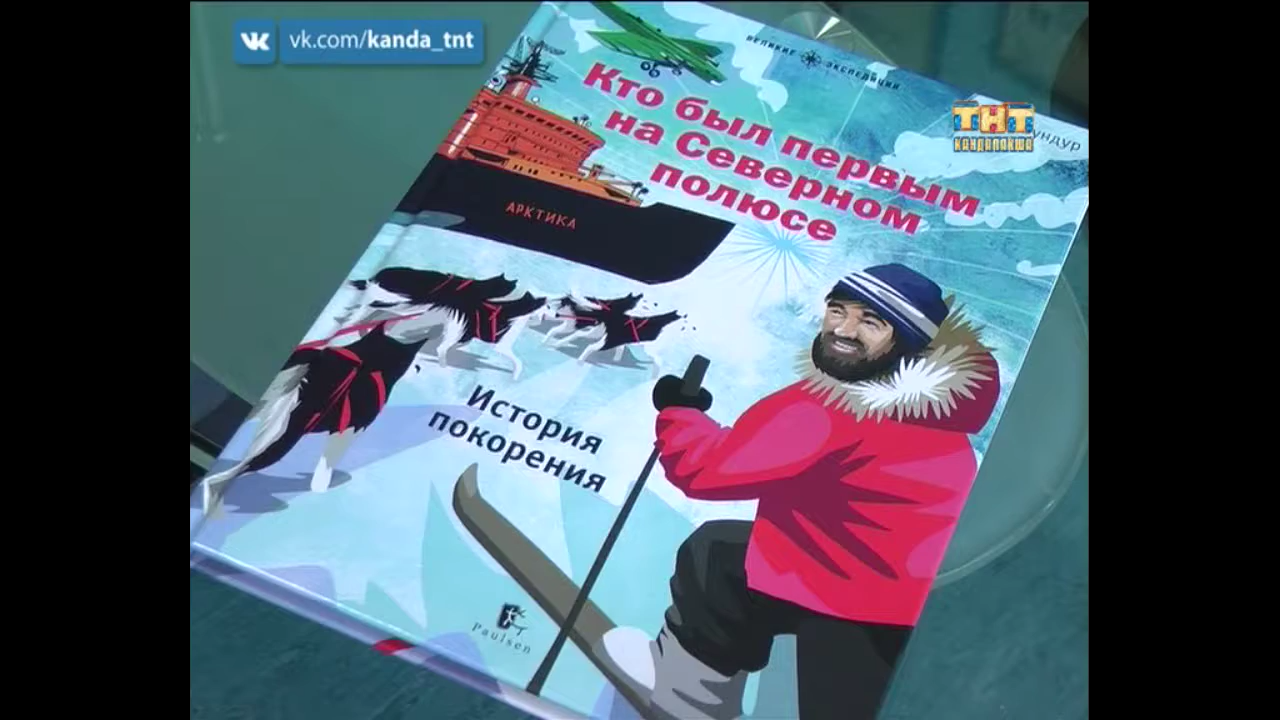 vk.com/kanda_tnt
ВЕЛИКИЕ ЭКСПЕДИЦИИ
ТНТ
КАНДАЛАКША
Кто был первым
на Северном
полюсе
АРКТИКА
История
покорения
Paulsen